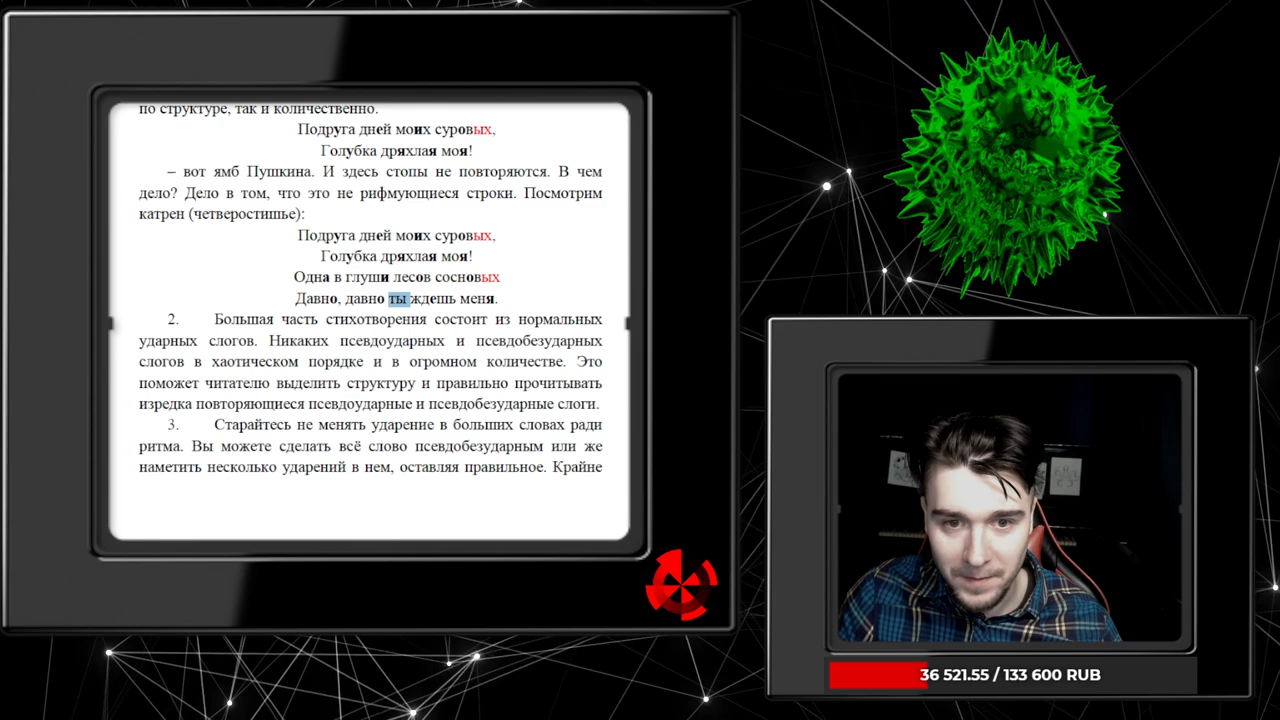 по структуре, так и количественно.
Подруга дней моих суровых,
Голубка дряхлая моя!
– вот ямб Пушкина. И здесь стопы не повторяются. В чем
дело? Дело в том, что это не рифмующиеся строки. Посмотрим
катрен (четверостишье):
Подруга дней моих суровых,
Голубка дряхлая моя!
Одна в глуши лесов сосновых
Давно, давно ты ждешь меня.
2. Большая часть стихотворения состоит из нормальных
ударных слогов. Никаких псевдоударных и псевдобезударных
слогов в хаотическом порядке и в огромном количестве. Это
поможет читателю выделить структуру и правильно прочитывать
изредка повторяющиеся псевдоударные и псевдобезударные слоги.
3. Старайтесь не менять ударение в больших словах ради
ритма. Вы можете сделать всё слово псевдобезударным или же
наметить несколько ударений в нем, оставляя правильное. Крайне
36 521.55 / 133 600 RUB